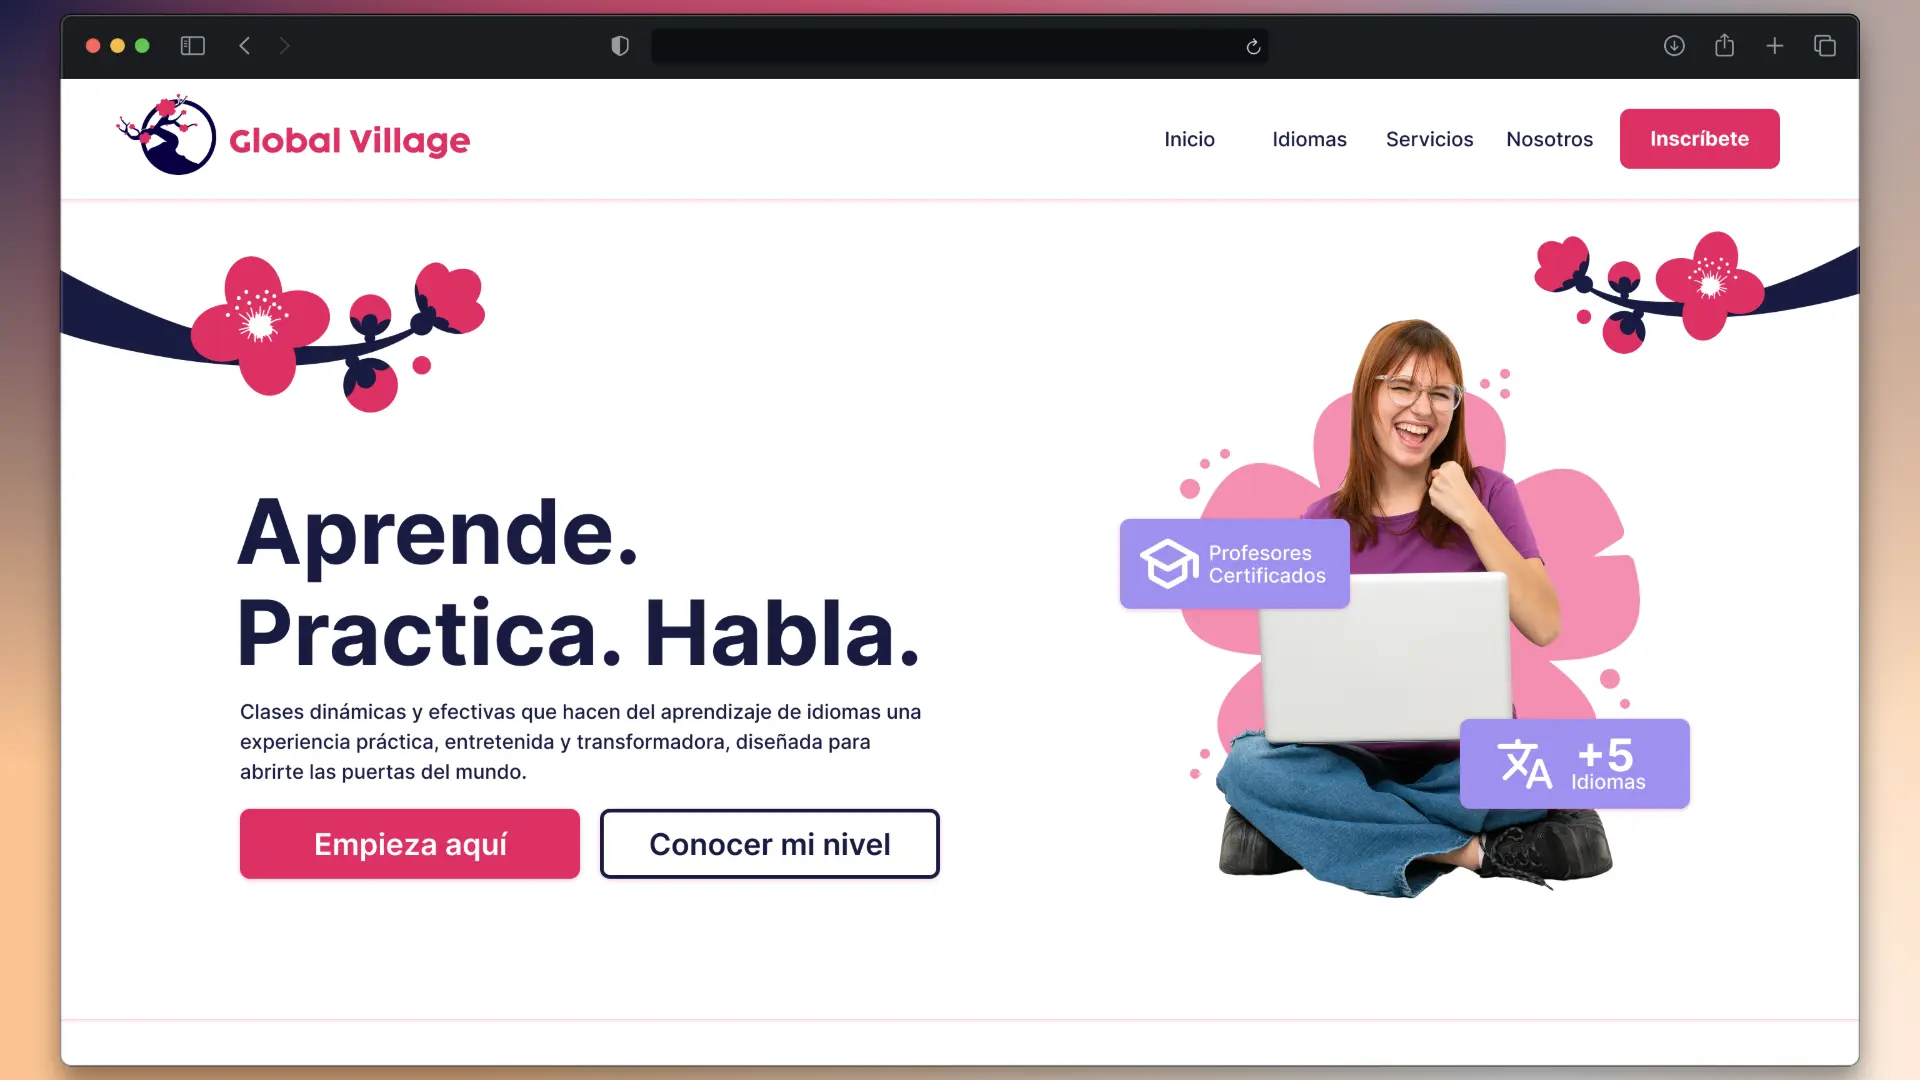 Global Village
Inicio
Idiomas
Servicios
Nosotros
Inscríbete
Aprende.
Practica. Habla.
Clases dinámicas y efectivas que hacen del aprendizaje de idiomas una
experiencia práctica, entretenida y transformadora, diseñada para
abrirte las puertas del mundo.
Empieza aquí
Conocer mi nivel
Profesores
Certificados
+5
Idiomas